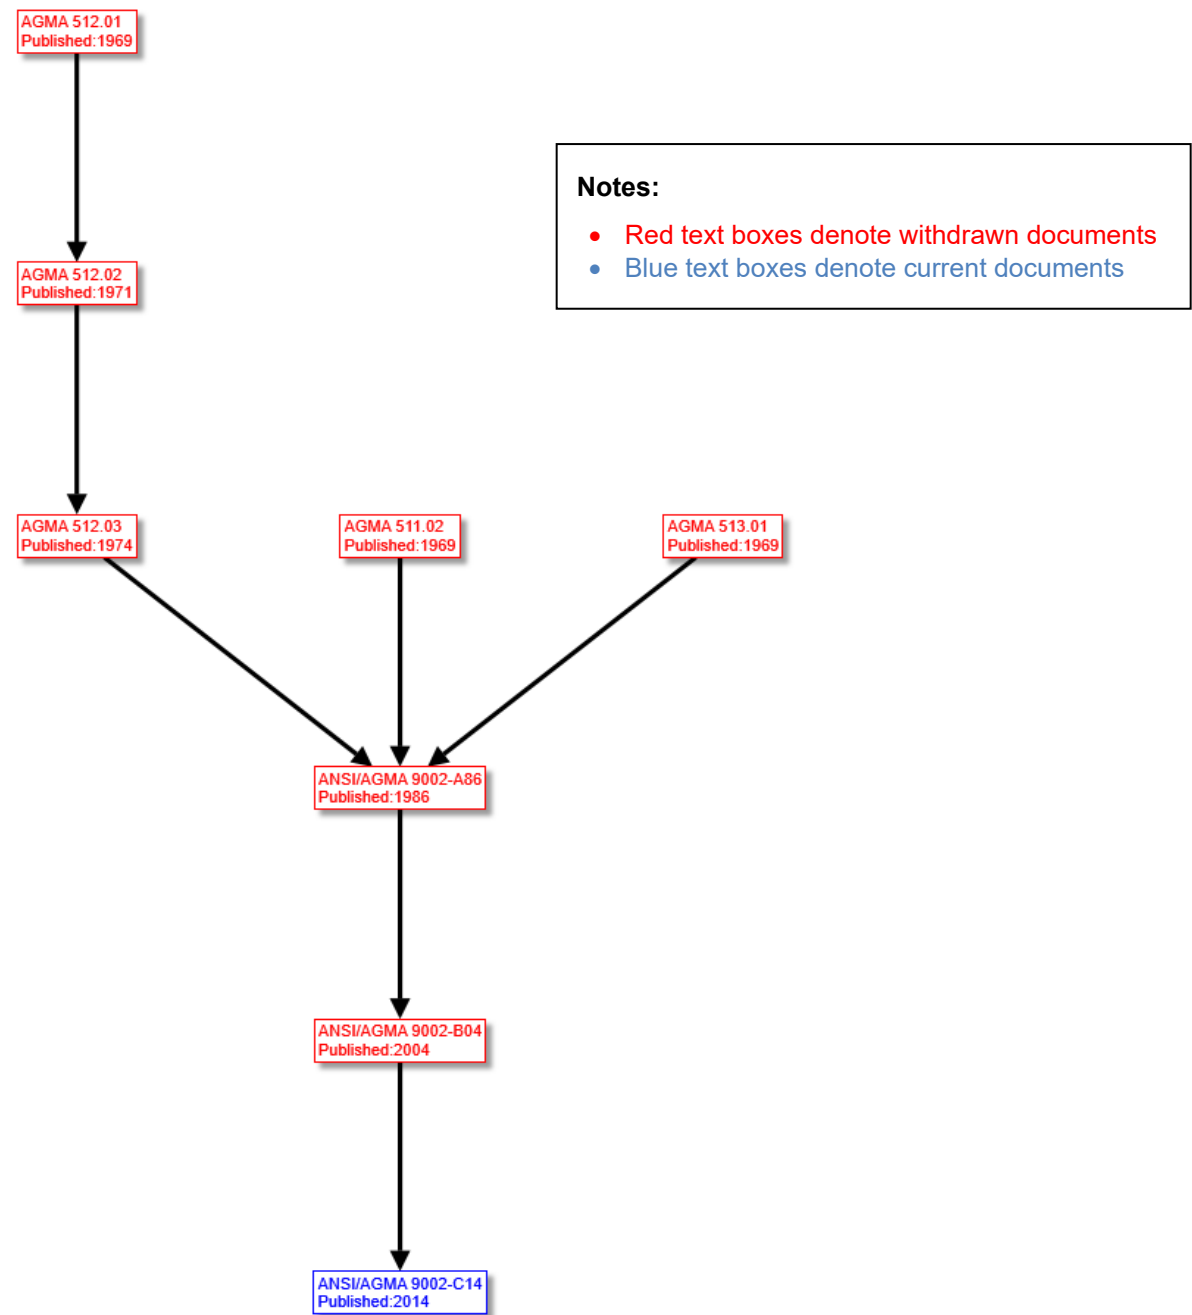 AGMA 512.01
Published:1969
Notes:
• Red text boxes denote withdrawn documents
• Blue text boxes denote current documents
AGMA 512.02
Published:1971
AGMA 512.03
Published:1974
AGMA 511.02
Published:1969
AGMA 513.01
Published:1969
ANSI/AGMA 9002-A86
Published:1986
ANSI/AGMA 9002-B04
Published:2004
ANSI/AGMA 9002-C14
Published:2014